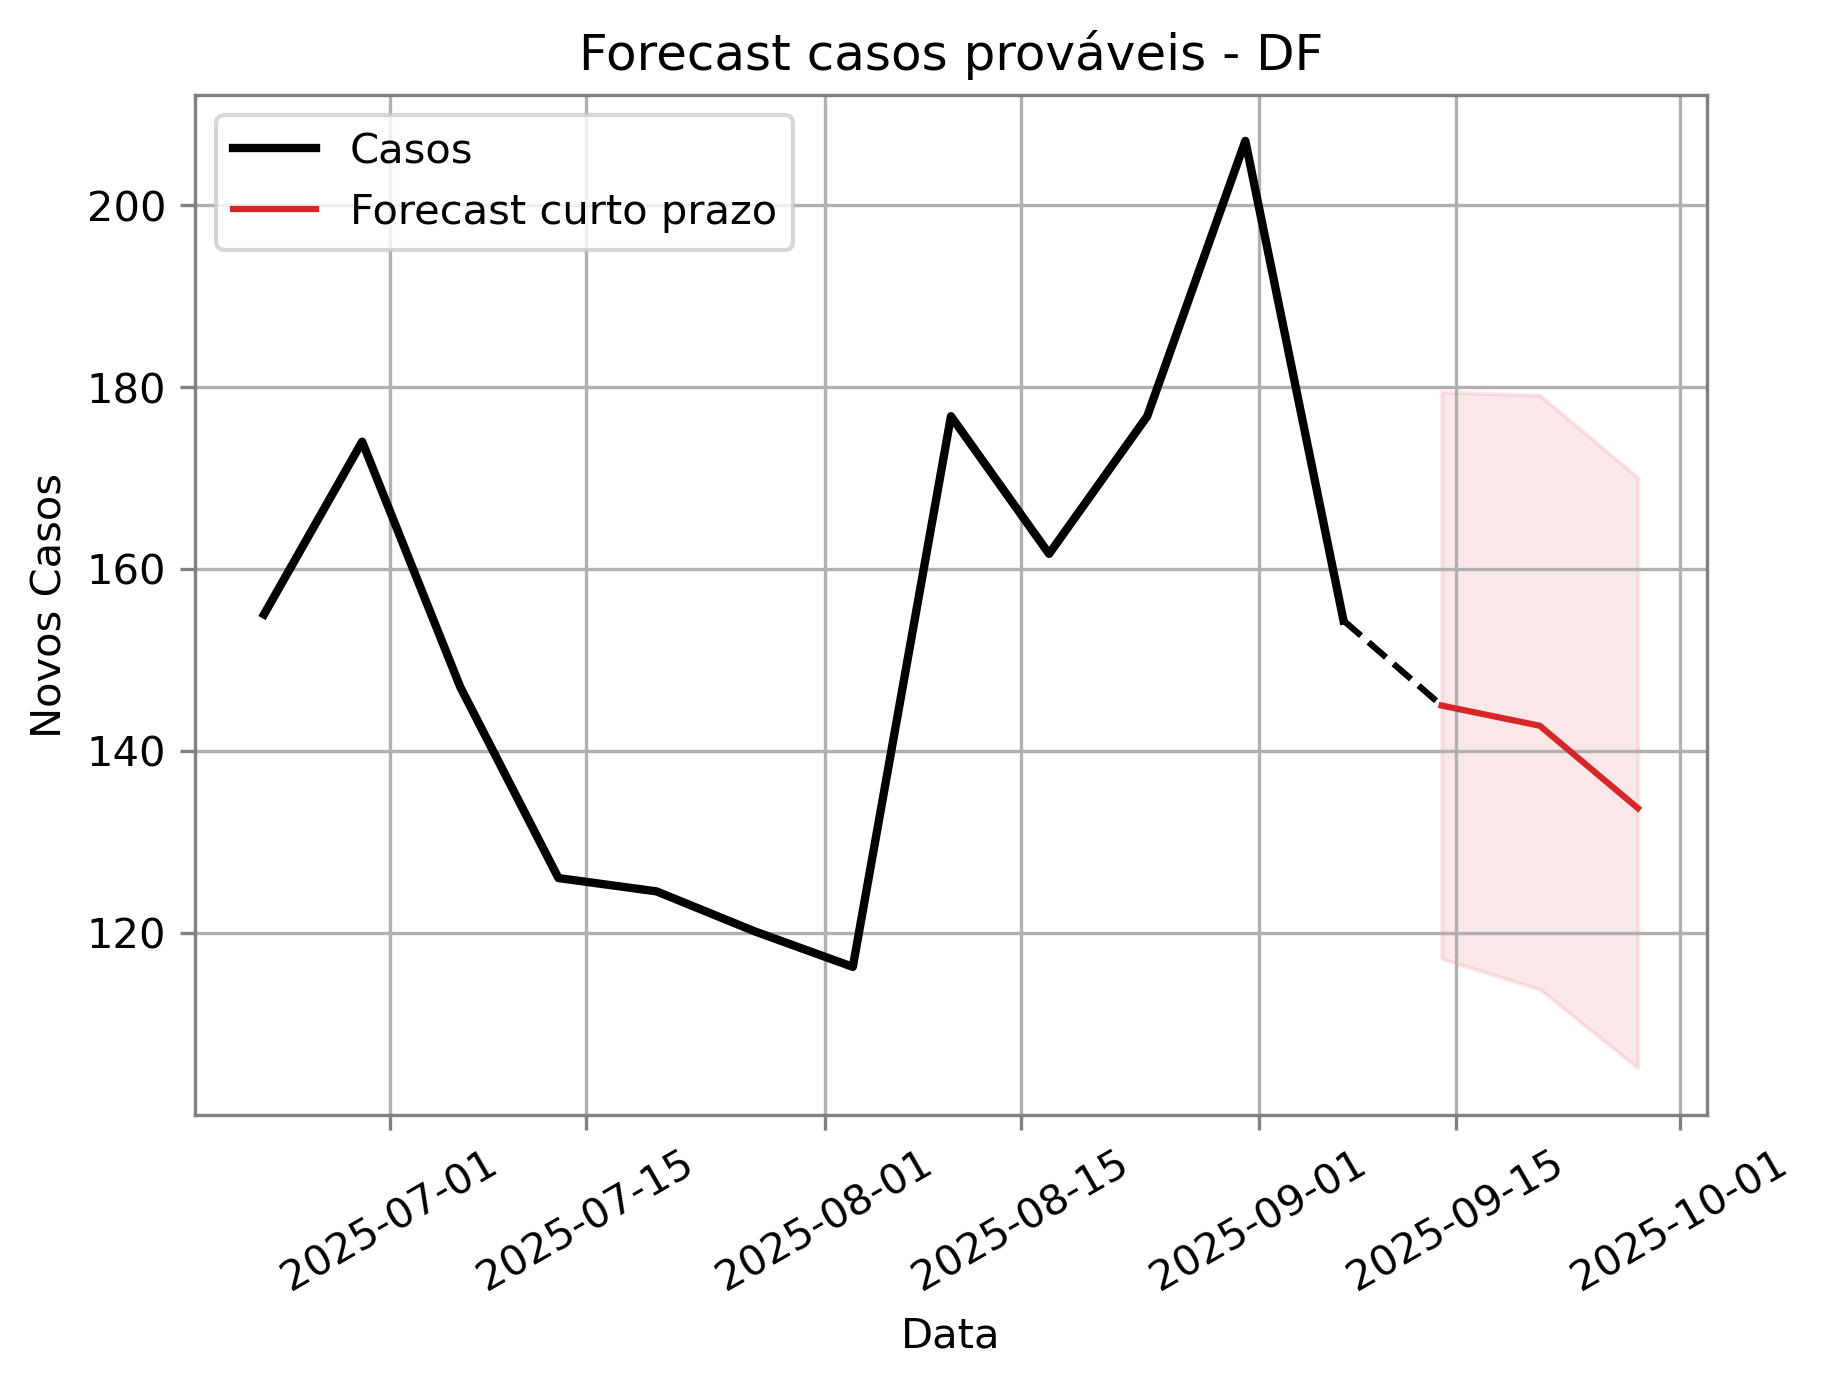 Forecast casos prováveis - DF
Casos
Forecast curto prazo
Novos Casos
200
180
160
140
120
2025-07-01
2025-07-15
2025-08-01
2025-08-15
2025-09-01
2025-09-15
2025-10-01
Data